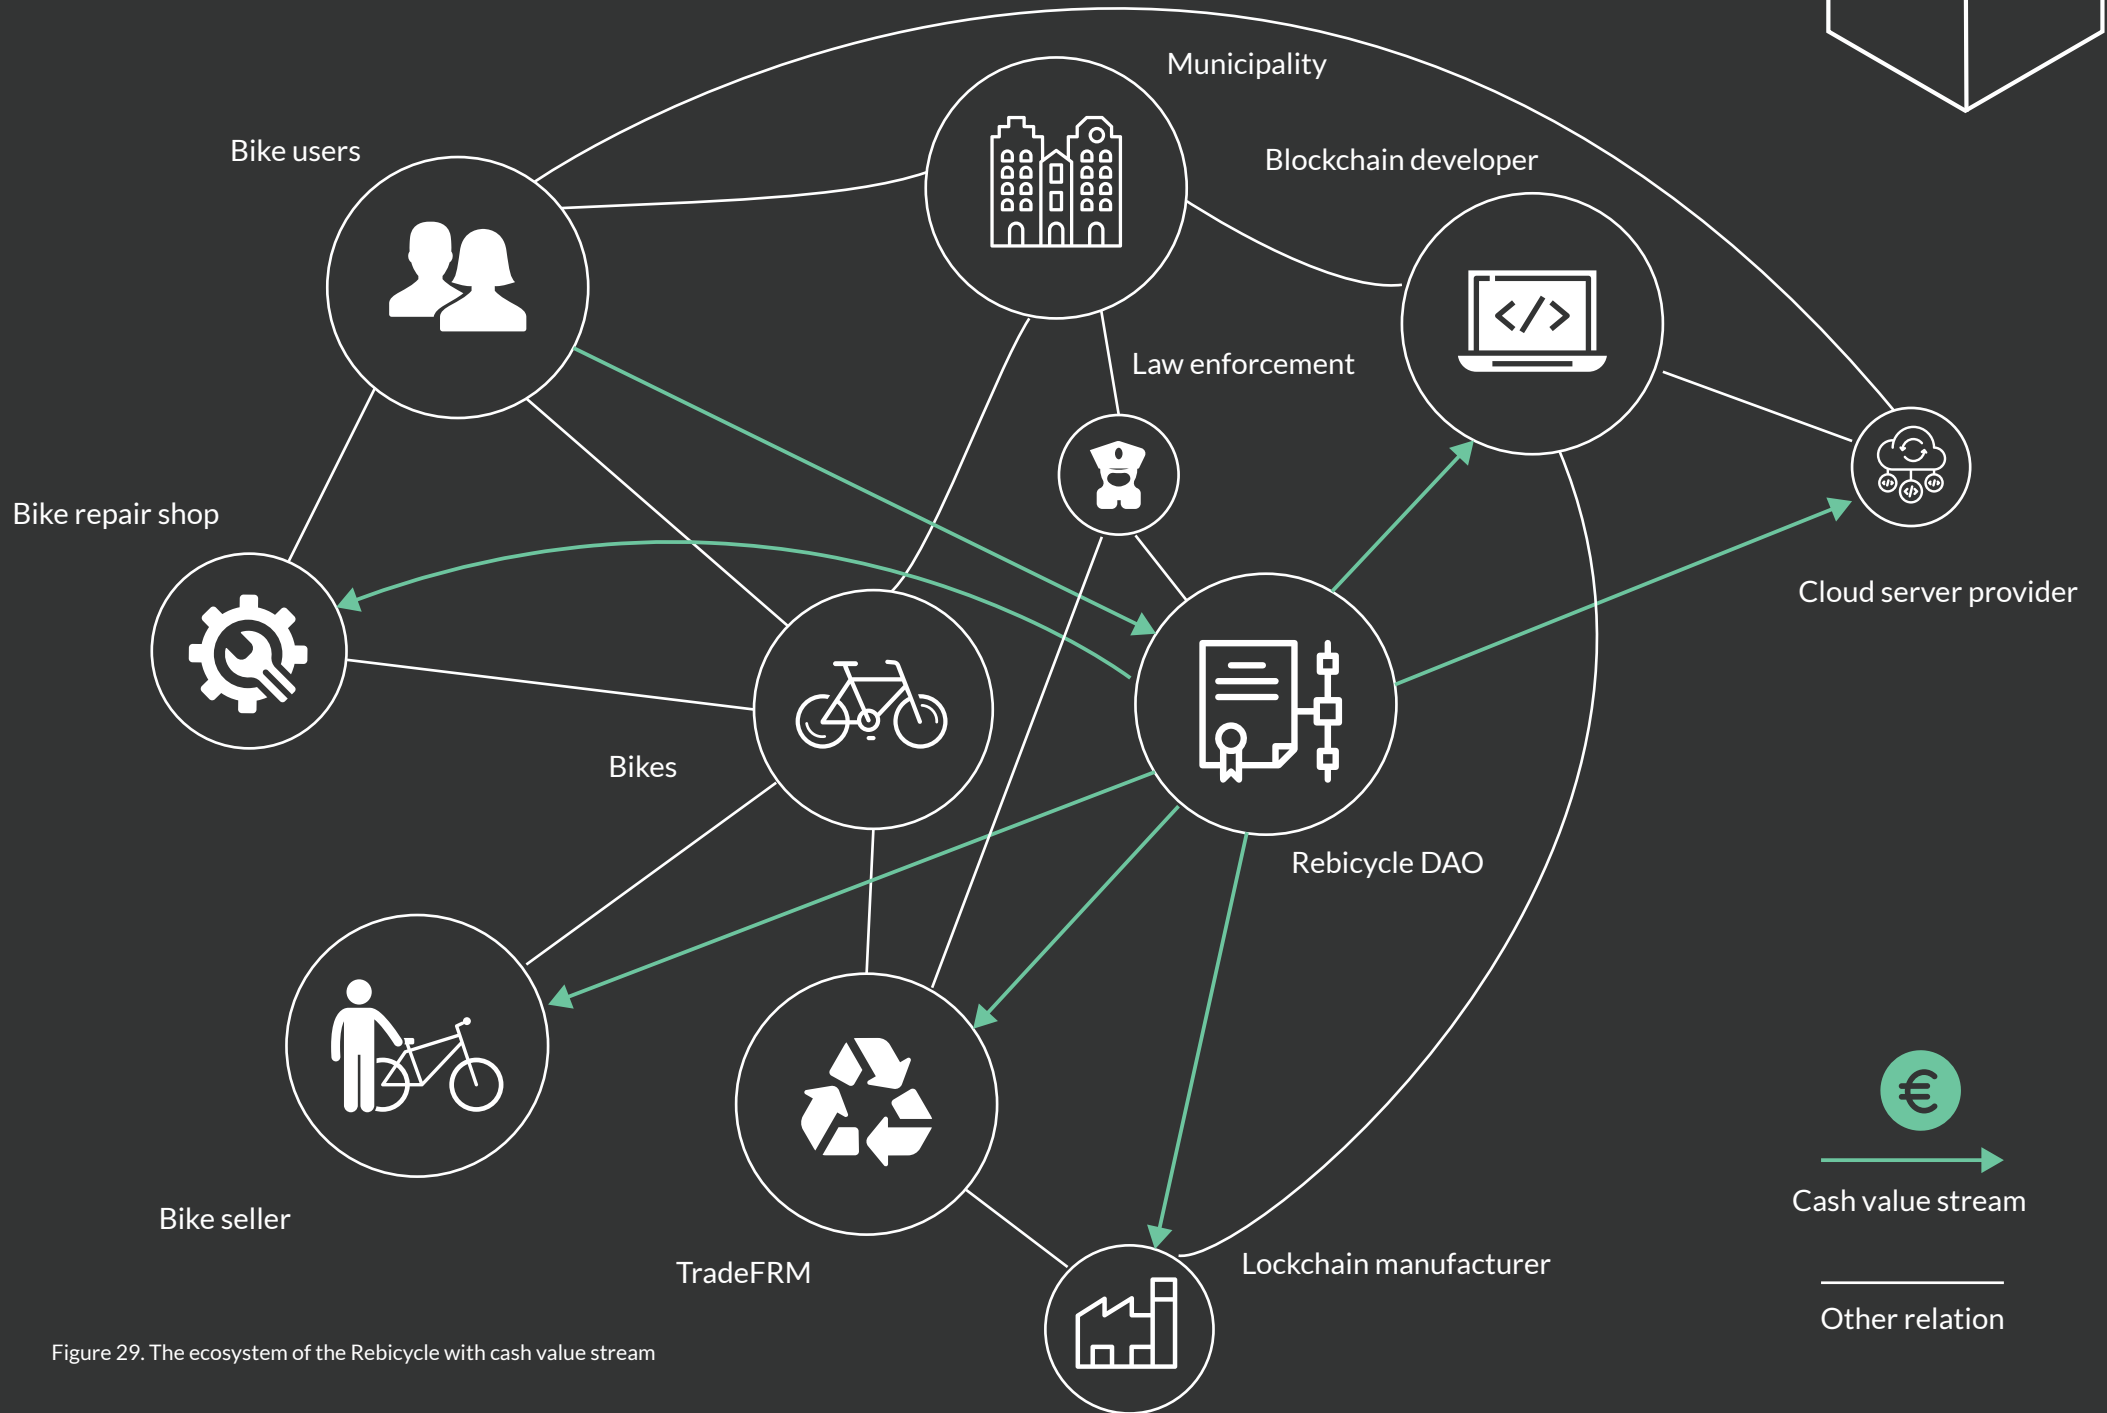 Municipality
Bike users
Blockchain developer
Law enforcement
</>
Bike repair shop
Cloud server provider
Bikes
Rebicycle DAO
Bike seller
TradeFRM
Lockchain manufacturer
€
Cash value stream
Other relation
Figure 29. The ecosystem of the Rebicycle with cash value stream